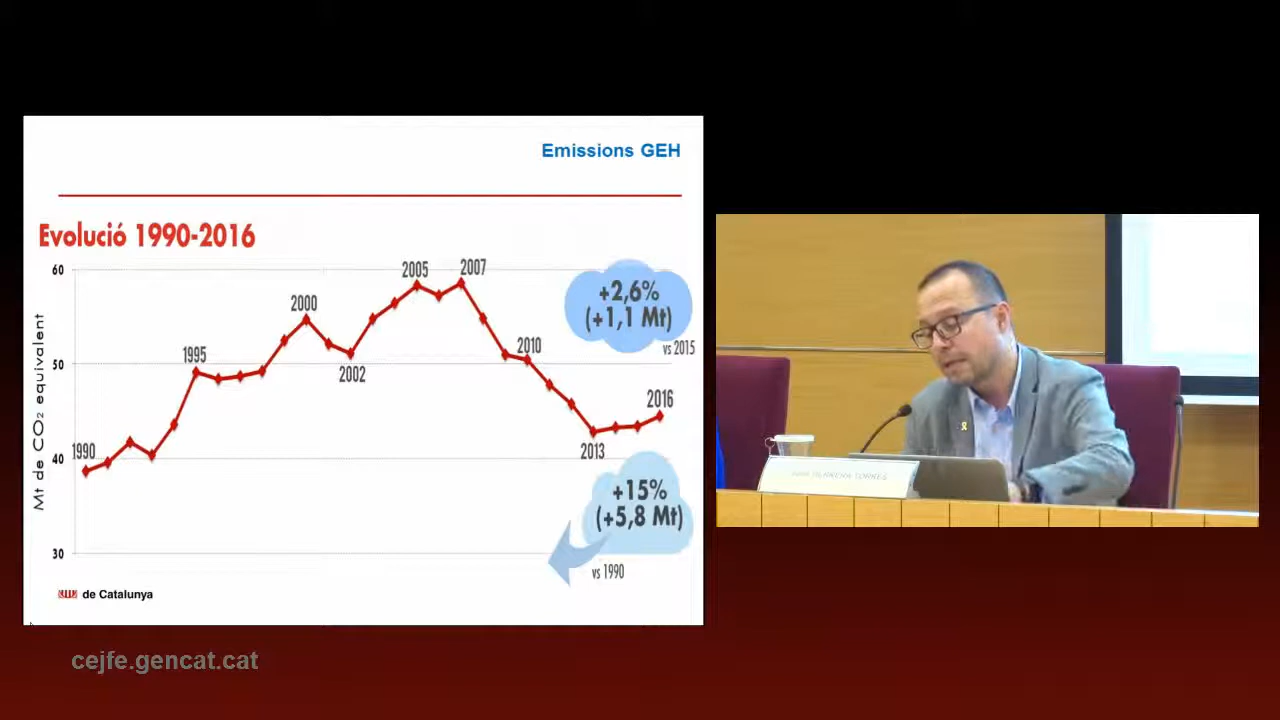 Emissions GEH
Evolució 1990-2016
Mt de CO₂ equivalent
60
50
40
30
1990
1995
2000
2002
2005
2007
2010
2013
2016
+2,6%
(+1,1 Mt)
vs 2015
+15%
(+5,8 Mt)
vs 1990
de Catalunya
HERRERA TORRES
cejfe.gencat.cat